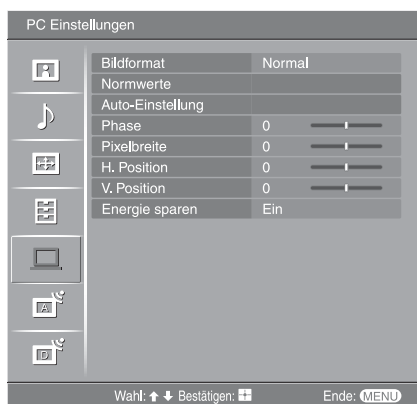 PC Einstellungen
Bildformat Normal
Normwerte
Auto-Einstellung
Phase 0
Pixelbreite 0
H. Position 0
V. Position 0
Energie sparen Ein
A
D
Wahl: ↑ ↓ Bestätigen: Ende: MENU